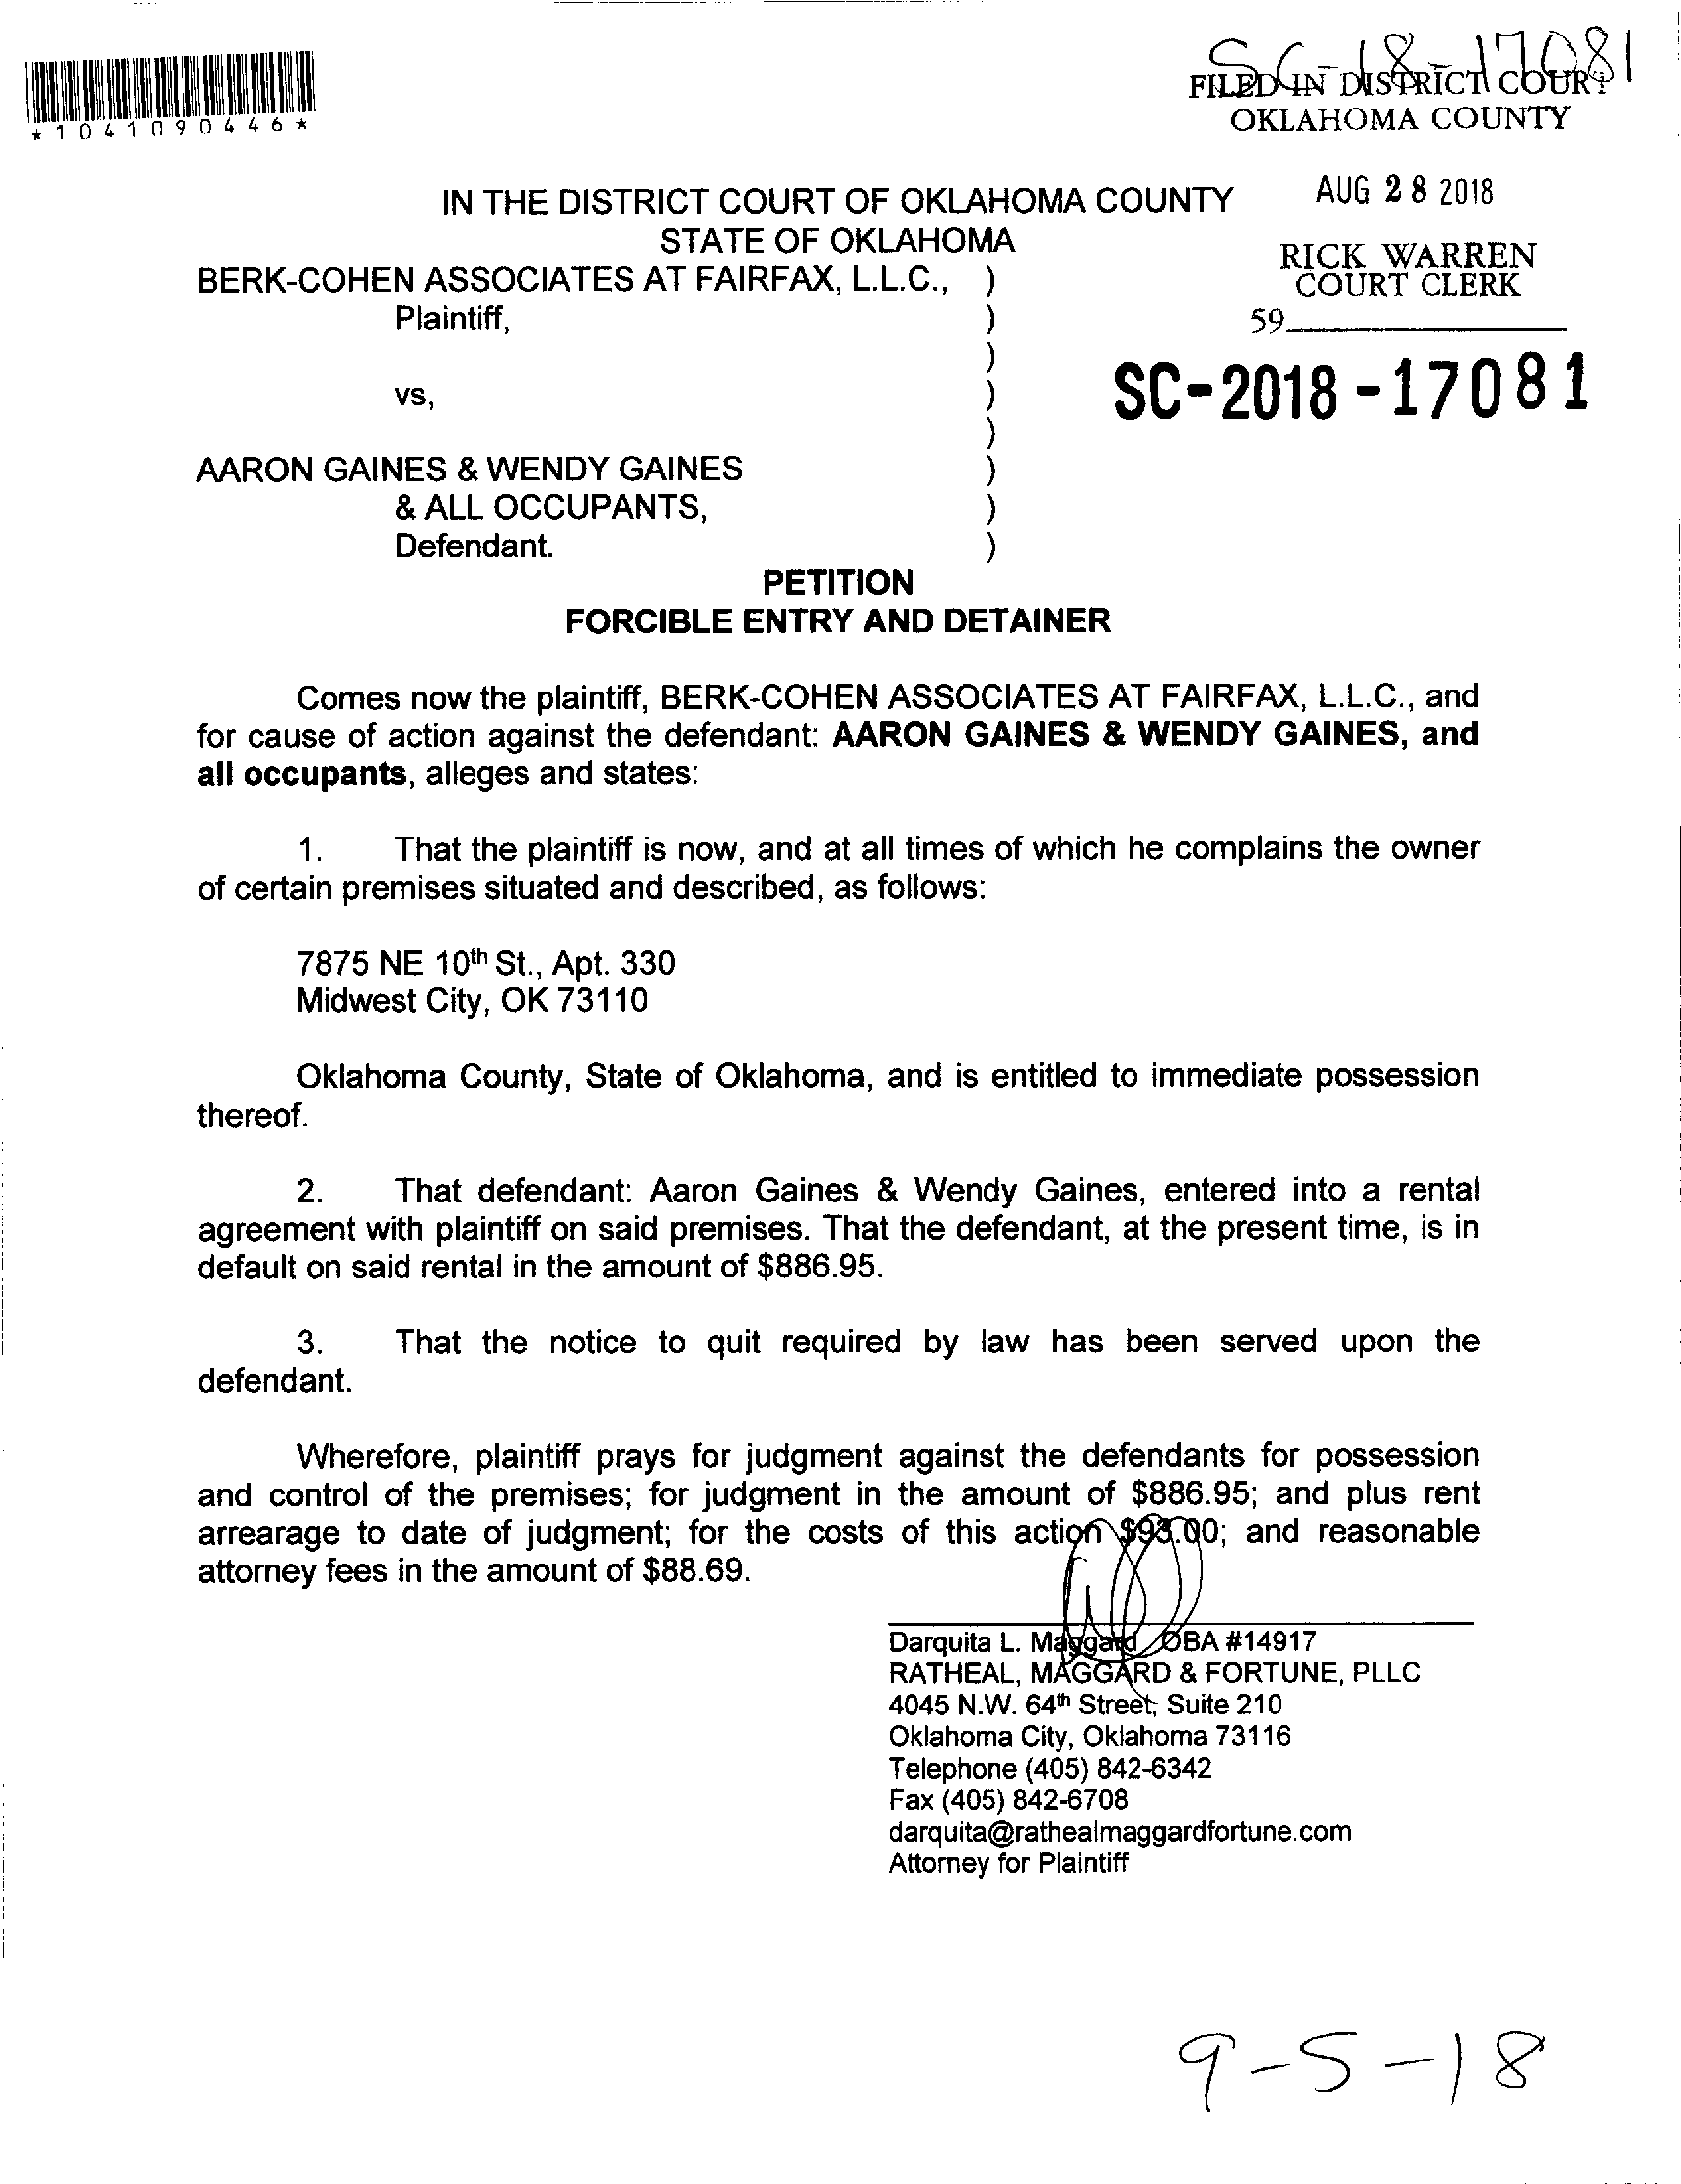 SC-18-17081
FILED IN DISTRICT COURT
OKLAHOMA COUNTY
*1041090446*
AUG 28 2018
RICK WARREN
COURT CLERK
59
SC-2018-17081
IN THE DISTRICT COURT OF OKLAHOMA COUNTY
STATE OF OKLAHOMA
BERK-COHEN ASSOCIATES AT FAIRFAX, L.L.C., )
Plaintiff, )
)
vs, )
)
AARON GAINES & WENDY GAINES )
& ALL OCCUPANTS, )
Defendant. )
PETITION
FORCIBLE ENTRY AND DETAINER
Comes now the plaintiff, BERK-COHEN ASSOCIATES AT FAIRFAX, L.L.C., and
for cause of action against the defendant: AARON GAINES & WENDY GAINES, and
all occupants, alleges and states:
1. That the plaintiff is now, and at all times of which he complains the owner
of certain premises situated and described, as follows:
7875 NE 10th St., Apt. 330
Midwest City, OK 73110
Oklahoma County, State of Oklahoma, and is entitled to immediate possession
thereof.
2. That defendant: Aaron Gaines & Wendy Gaines, entered into a rental
agreement with plaintiff on said premises. That the defendant, at the present time, is in
default on said rental in the amount of $886.95.
3. That the notice to quit required by law has been served upon the
defendant.
Wherefore, plaintiff prays for judgment against the defendants for possession
and control of the premises; for judgment in the amount of $886.95; and plus rent
arrearage to date of judgment; for the costs of this action $93.00; and reasonable
attorney fees in the amount of $88.69.
Darquita L. Maggard OBA #14917
RATHEAL, MAGGARD & FORTUNE, PLLC
4045 N.W. 64th Street, Suite 210
Oklahoma City, Oklahoma 73116
Telephone (405) 842-6342
Fax (405) 842-6708
darquita@rathealmaggardfortune.com
Attorney for Plaintiff
9-5-18